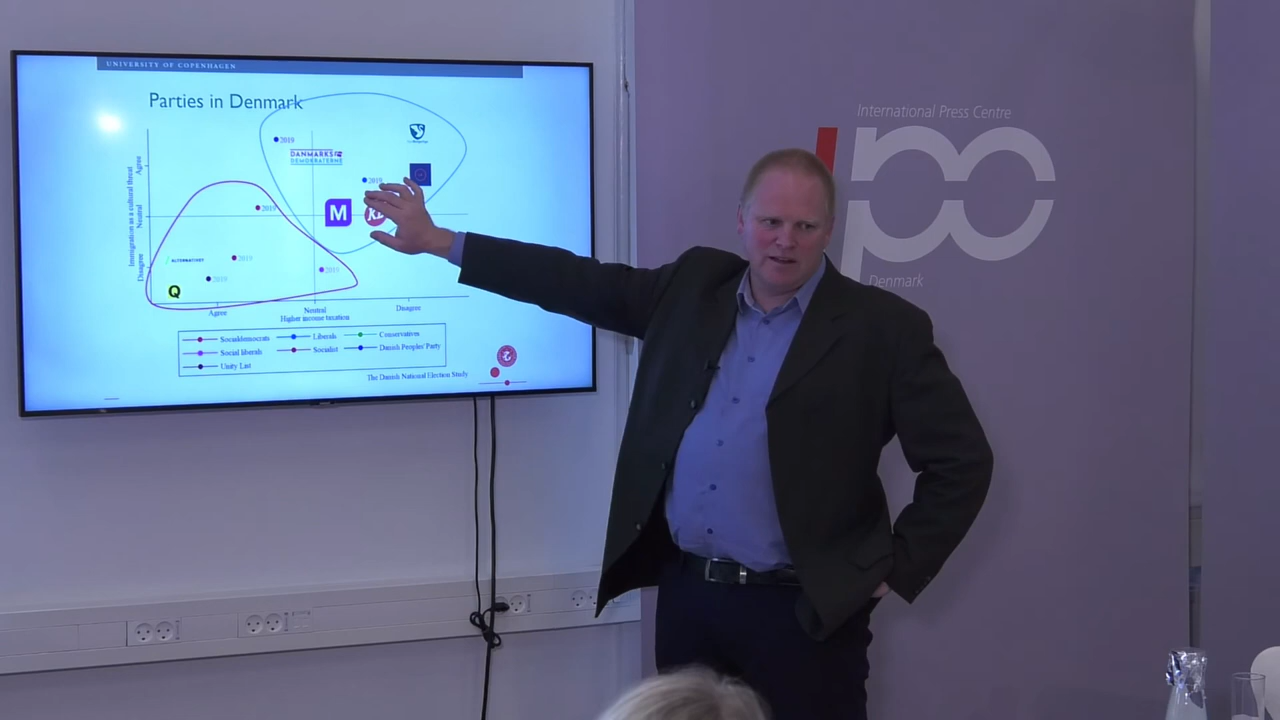 UNIVERSITY OF COPENHAGEN
Parties in Denmark
2019
DANMARKS
DEMOKRATERNE
2019
M
2019
ALTERNATIVET
2019
2019
2019
Q
Immigration as a cultural threat
Disagree Neutral Agree
Agree Neutral Disagree
Higher income taxation
Socialdemocrats Liberals Conservatives
Social liberals Socialist Danish Peoples' Party
Unity List
The Danish National Election Study
International Press Centre
ipc
Denmark